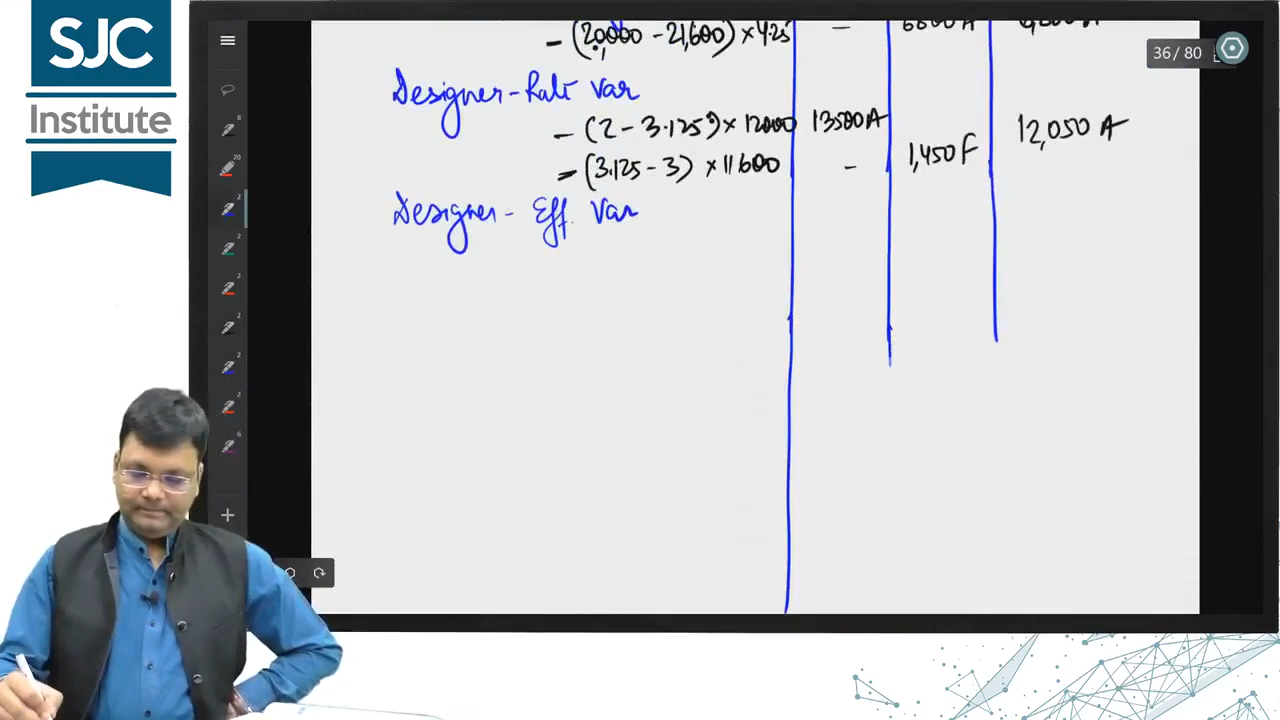 SJC
Institute
36 / 80
- (20,000 - 21,600) × 4.25 -
Designer - Rate Var
- (2 - 3.125) × 12000 13500 A 12,050 A
= (3.125 - 3) × 11600 - 1,450 F
Designer - Eff. Var